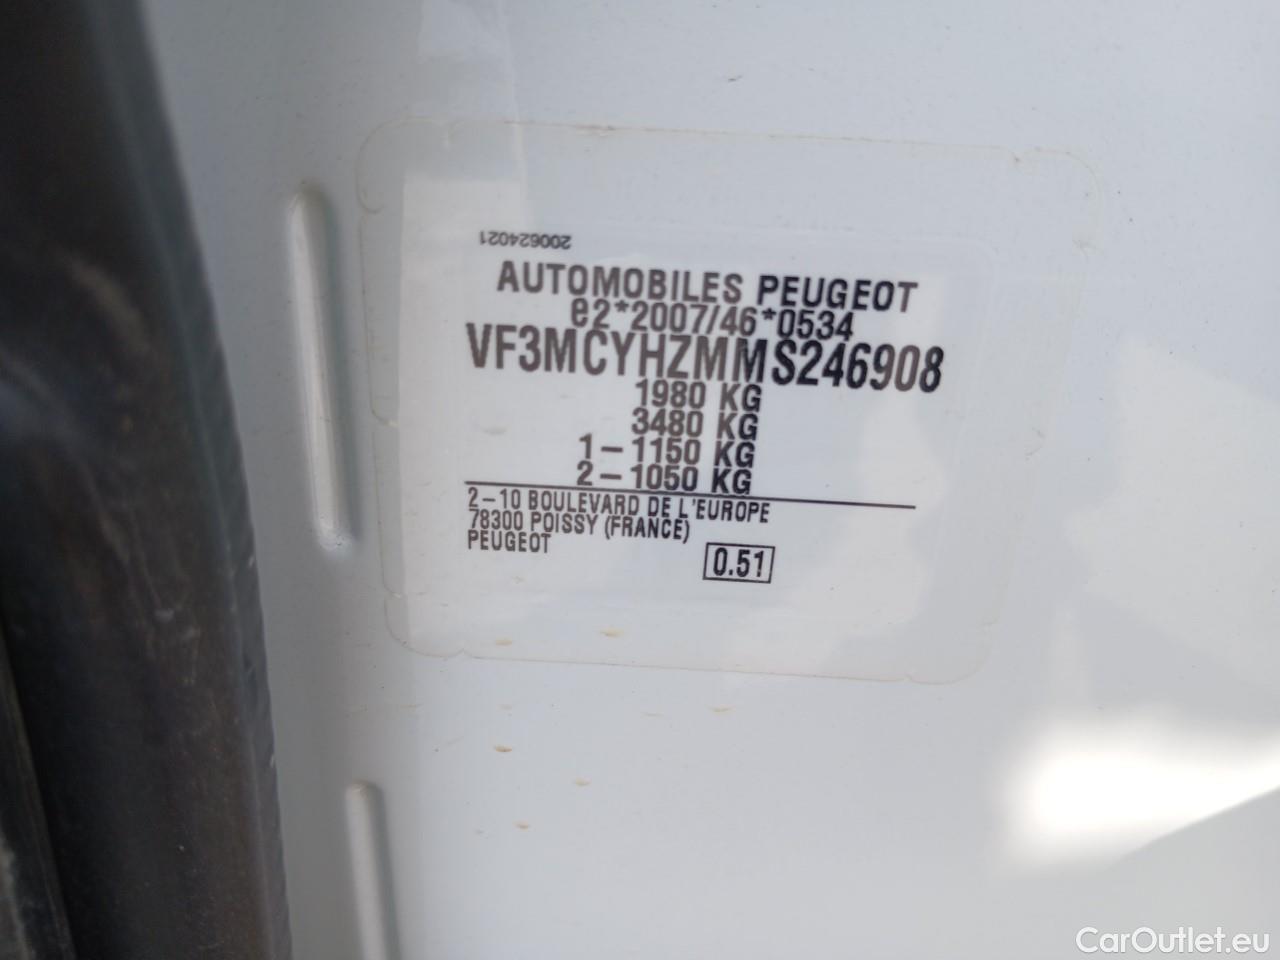 200624021
AUTOMOBILES PEUGEOT
e2*2007/46*0534
VF3MCYHZMMS246908
1980 KG
3480 KG
1-1150 KG
2-1050 KG
2-10 BOULEVARD DE L'EUROPE
78300 POISSY (FRANCE)
PEUGEOT
0.51
CarOutlet.eu